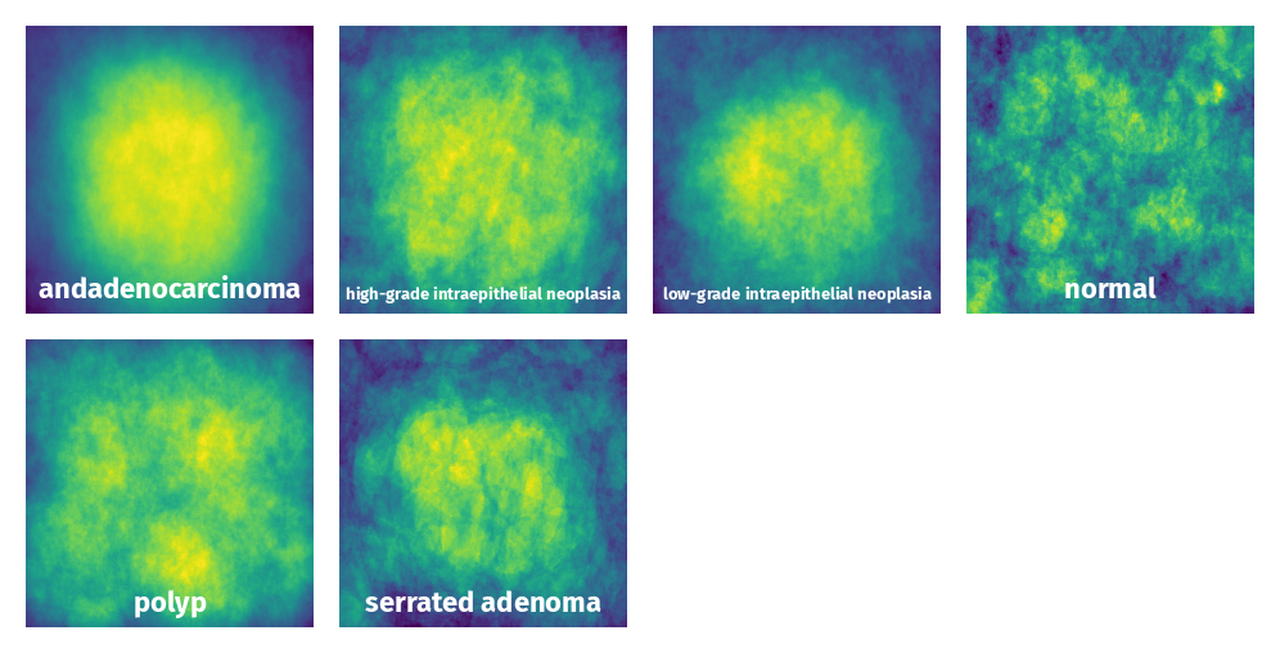 andadenocarcinoma
high-grade intraepithelial neoplasia
low-grade intraepithelial neoplasia
normal
polyp
serrated adenoma